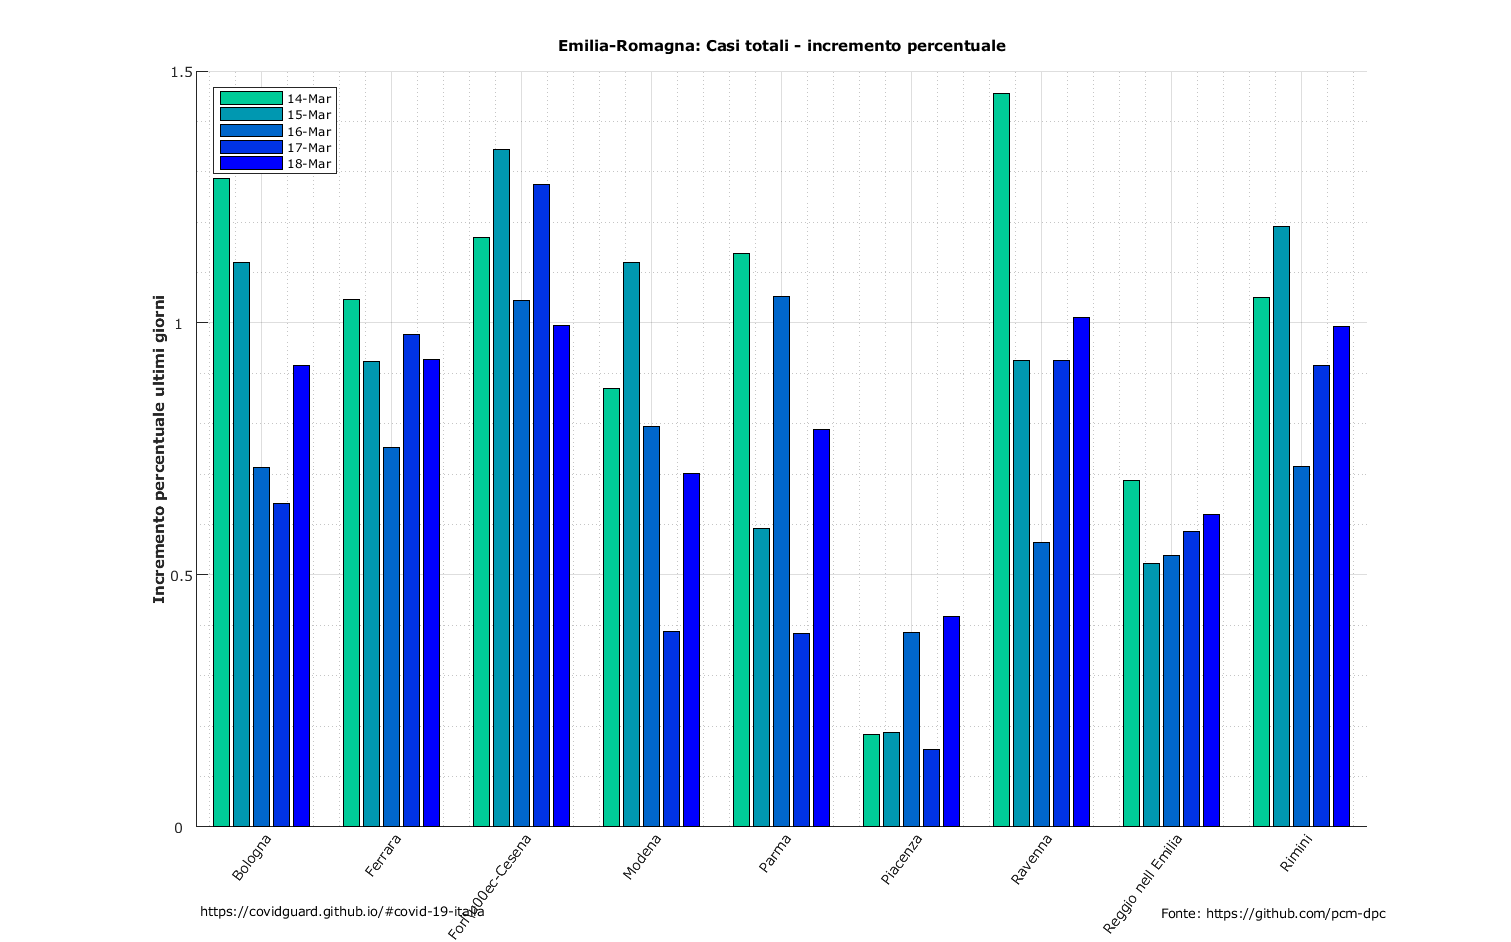 Emilia-Romagna: Casi totali - incremento percentuale
1.5
1
0.5
0
Incremento percentuale ultimi giorni
14-Mar
15-Mar
16-Mar
17-Mar
18-Mar
Bologna
Ferrara
Modena
Parma
Piacenza
Ravenna
Reggio nell Emilia
Rimini
https://covidguard.github.io/#covid-19-italia
Fonte: https://github.com/pcm-dpc